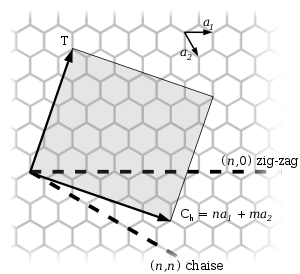 T
a1
a2
(n,0) zig-zag
Ch = na1 + ma2
(n,n) chaise